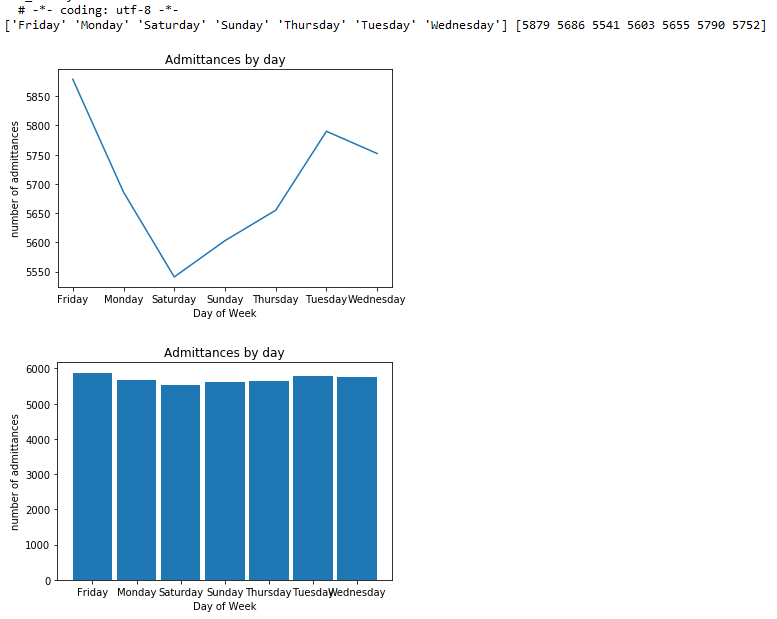 # -*- coding: utf-8 -*-
['Friday' 'Monday' 'Saturday' 'Sunday' 'Thursday' 'Tuesday' 'Wednesday'] [5879 5686 5541 5603 5655 5790 5752]
Admittances by day
number of admittances
5850
5800
5750
5700
5650
5600
5550
Friday Monday Saturday Sunday Thursday Tuesday Wednesday
Day of Week
Admittances by day
number of admittances
6000
5000
4000
3000
2000
1000
0
Friday Monday Saturday Sunday Thursday Tuesday Wednesday
Day of Week